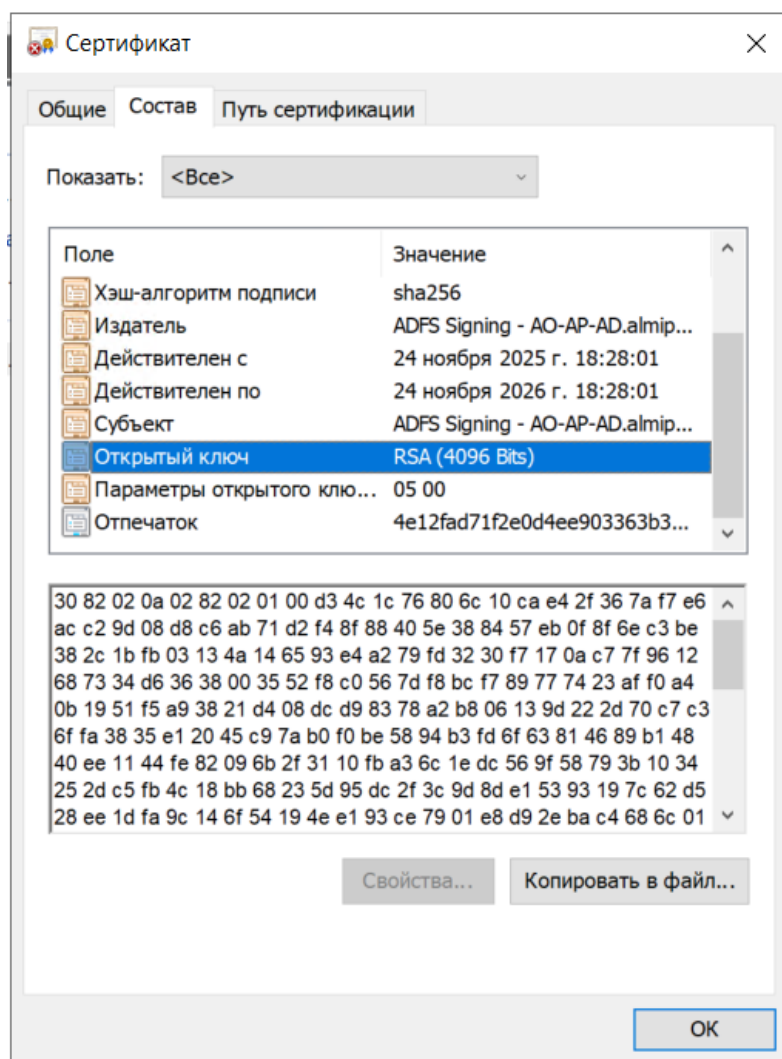 Сертификат
Общие Состав Путь сертификации
Показать: <Все>
Поле Значение
Хэш-алгоритм подписи sha256
Издатель ADFS Signing - AO-AP-AD.almip...
Действителен с 24 ноября 2025 г. 18:28:01
Действителен по 24 ноября 2026 г. 18:28:01
Субъект ADFS Signing - AO-AP-AD.almip...
Открытый ключ RSA (4096 Bits)
Параметры открытого клю... 05 00
Отпечаток 4e12fad71f2e0d4ee903363b3...
30 82 02 0a 02 82 02 01 00 d3 4c 1c 76 80 6c 10 ca e4 2f 36 7a f7 e6
ac c2 9d 08 d8 c6 ab 71 d2 f4 8f 88 40 5e 38 84 57 eb 0f 8f 6e c3 be
38 2c 1b fb 03 13 4a 14 65 93 e4 a2 79 fd 32 30 f7 17 0a c7 7f 96 12
68 73 34 d6 36 38 00 35 52 f8 c0 56 7d f8 bc f7 89 77 74 23 af f0 a4
0b 19 51 f5 a9 38 21 d4 08 dc d9 83 78 a2 b8 06 13 9d 22 2d 70 c7 c3
6f fa 38 35 e1 20 45 c9 7a b0 f0 be 58 94 b3 fd 6f 63 81 46 89 b1 48
40 ee 11 44 fe 82 09 6b 2f 31 10 fb a3 6c 1e dc 56 9f 58 79 3b 10 34
25 2d c5 fb 4c 18 bb 68 23 5d 95 dc 2f 3c 9d 8d e1 53 93 19 7c 62 d5
28 ee 1d fa 9c 14 6f 54 19 4e e1 93 ce 79 01 e8 d9 2e ba c4 68 6c 01
Свойства... Копировать в файл...
ОК